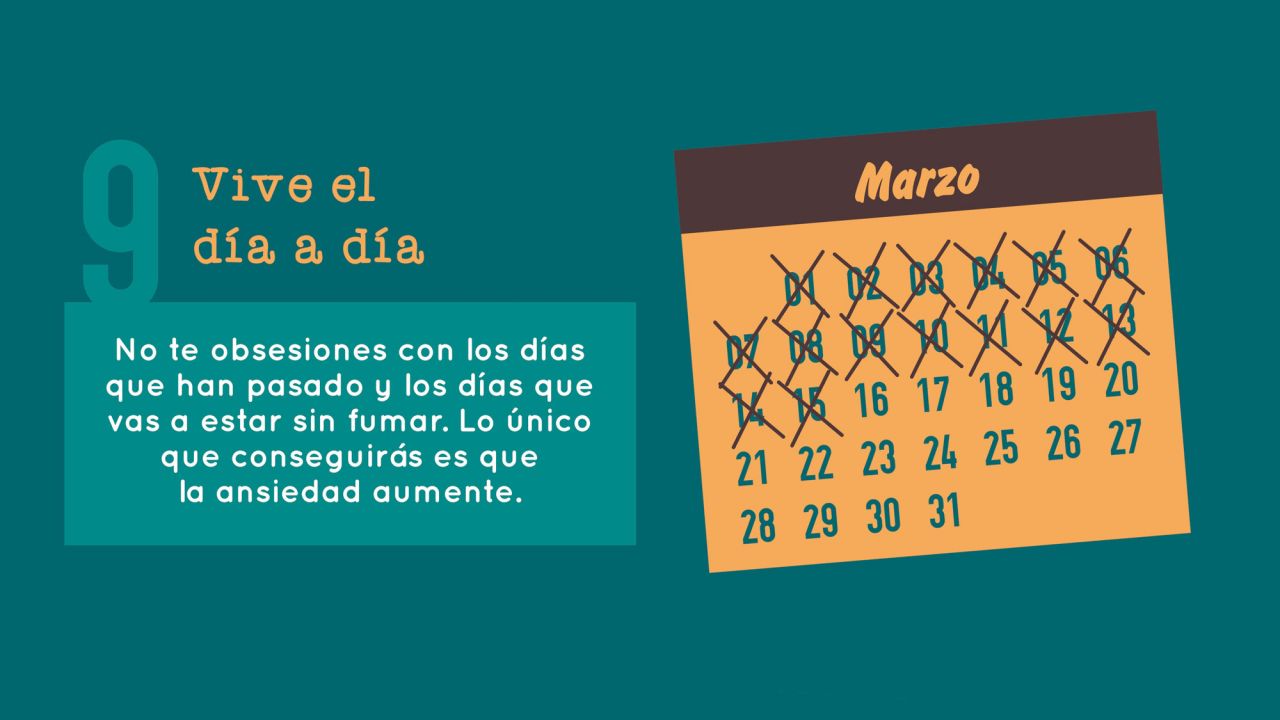 9
Vive el
día a día
No te obsesiones con los días
que han pasado y los días que
vas a estar sin fumar. Lo único
que conseguirás es que
la ansiedad aumente.
Marzo
01 02 03 04 05 06
07 08 09 10 11 12 13
14 15 16 17 18 19 20
21 22 23 24 25 26 27
28 29 30 31